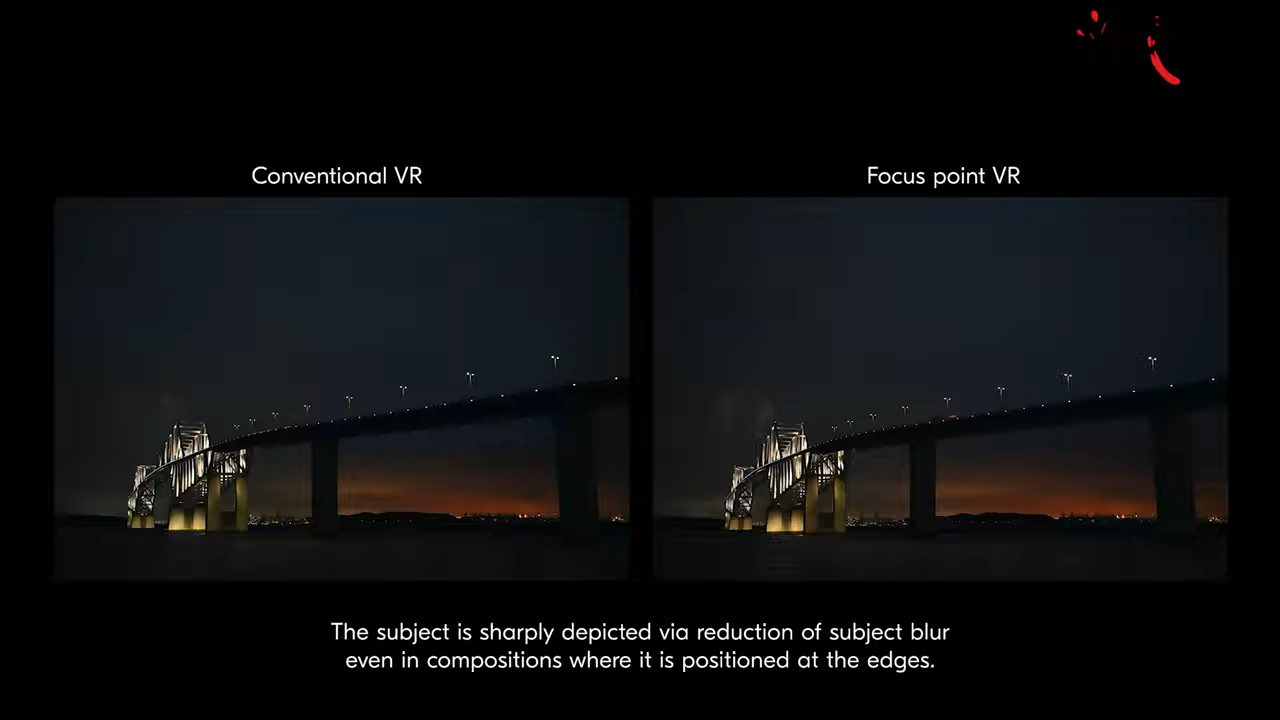 Conventional VR
Focus point VR
The subject is sharply depicted via reduction of subject blur
even in compositions where it is positioned at the edges.